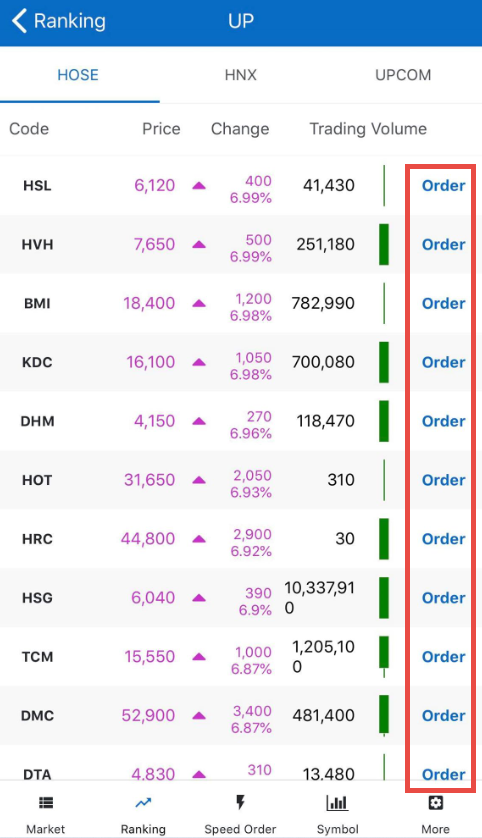 Ranking UP
HOSE HNX UPCOM
Code Price Change Trading Volume
HSL 6,120 400 41,430 Order
6.99%
HVH 7,650 500 251,180 Order
6.99%
BMI 18,400 1,200 782,990 Order
6.98%
KDC 16,100 1,050 700,080 Order
6.98%
DHM 4,150 270 118,470 Order
6.96%
HOT 31,650 2,050 310 Order
6.93%
HRC 44,800 2,900 30 Order
6.92%
HSG 6,040 390 10,337,91 Order
6.9% 0
TCM 15,550 1,000 1,205,10 Order
6.87% 0
DMC 52,900 3,400 481,400 Order
6.87%
DTA 4,830 310 13,480 Order
Market Ranking Speed Order Symbol More